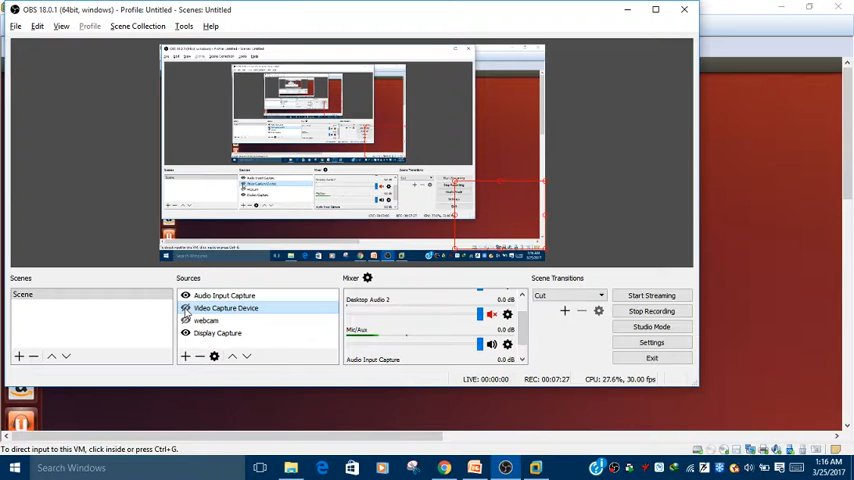 OBS 18.0.1 (64bit, windows) - Profile: Untitled - Scenes: Untitled
File Edit View Profile Scene Collection Tools Help
Scenes
Sources
Mixer
Scene Transitions
Scene
Audio Input Capture
Video Capture Device
webcam
Display Capture
Desktop Audio 2 0.0 dB
Mic/Aux 0.0 dB
Audio Input Capture 0.0 dB
Cut
Start Streaming
Stop Recording
Studio Mode
Settings
Exit
LIVE: 00:00:00 REC: 00:07:27 CPU: 27.6%, 30.00 fps
To direct input to this VM, click inside or press Ctrl+G.
Search Windows
1:16 AM
3/25/2017